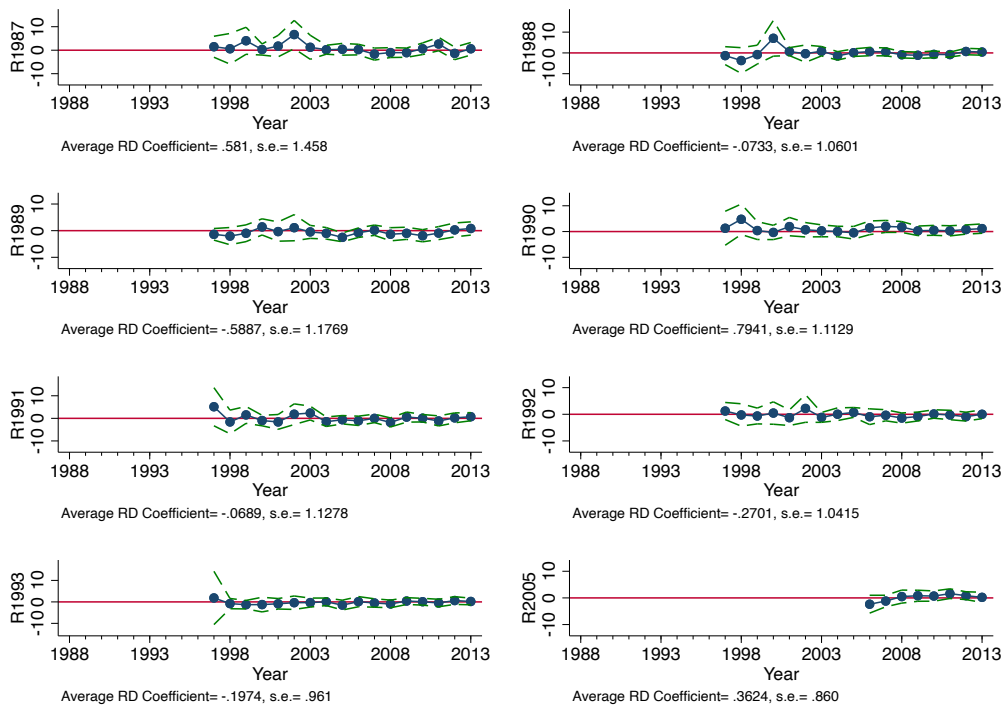 R1987
-10 0 10
1988 1993 1998 2003 2008 2013
Year
Average RD Coefficient= .581, s.e.= 1.458
R1988
-10 0 10
1988 1993 1998 2003 2008 2013
Year
Average RD Coefficient= -.0733, s.e.= 1.0601
R1989
-10 0 10
1988 1993 1998 2003 2008 2013
Year
Average RD Coefficient= -.5887, s.e.= 1.1769
R1990
-10 0 10
1988 1993 1998 2003 2008 2013
Year
Average RD Coefficient= .7941, s.e.= 1.1129
R1991
-10 0 10
1988 1993 1998 2003 2008 2013
Year
Average RD Coefficient= -.0689, s.e.= 1.1278
R1992
-10 0 10
1988 1993 1998 2003 2008 2013
Year
Average RD Coefficient= -.2701, s.e.= 1.0415
R1993
-10 0 10
1988 1993 1998 2003 2008 2013
Year
Average RD Coefficient= -.1974, s.e.= .961
R2005
-10 0 10
1988 1993 1998 2003 2008 2013
Year
Average RD Coefficient= .3624, s.e.= .860